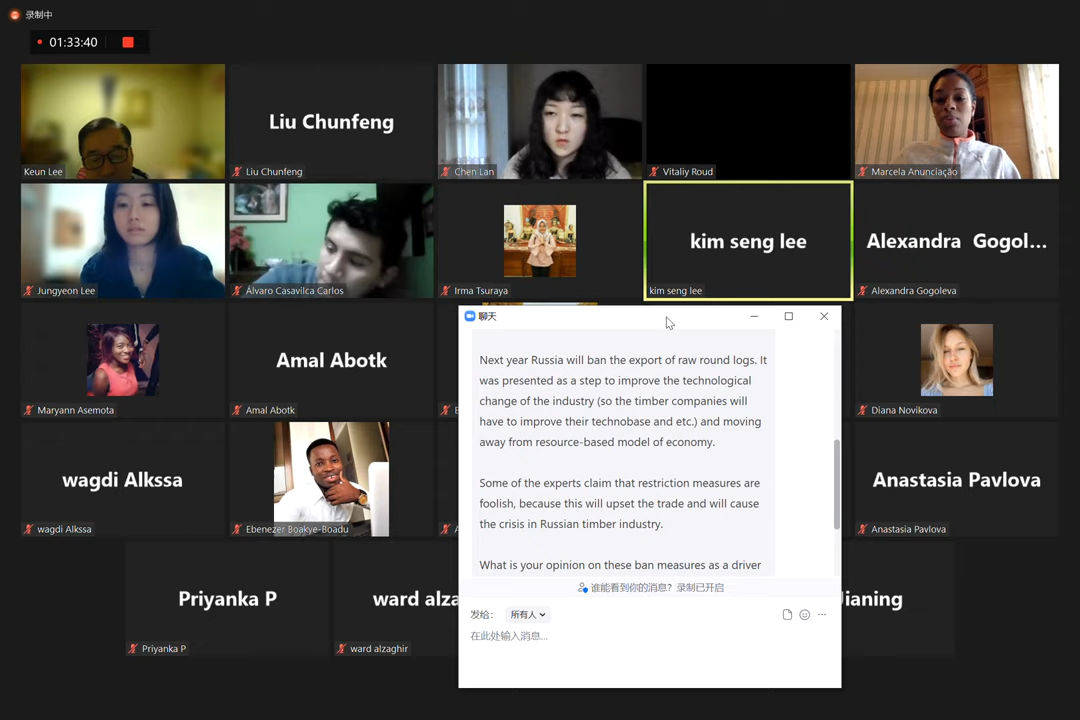 录制中
01:33:40
Keun Lee
Liu Chunfeng
Liu Chunfeng
Chen Lan
Vitaliy Roud
Marcela Anunciação
Jungyeon Lee
Álvaro Casavilca Carlos
Irma Tsuraya
kim seng lee
kim seng lee
Alexandra Gogol...
Alexandra Gogoleva
Maryann Asemota
Amal Abotk
Amal Abotk
Diana Novikova
wagdi Alkssa
wagdi Alkssa
Ebenezer Boakye-Boadu
Anastasia Pavlova
Anastasia Pavlova
Priyanka P
Priyanka P
ward alza
ward alzaghir
Jianing
聊天
Next year Russia will ban the export of raw round logs. It
was presented as a step to improve the technological
change of the industry (so the timber companies will
have to improve their technobase and etc.) and moving
away from resource-based model of economy.
Some of the experts claim that restriction measures are
foolish, because this will upset the trade and will cause
the crisis in Russian timber industry.
What is your opinion on these ban measures as a driver
谁能看到你的消息? 录制已开启
发给: 所有人
在此处输入消息...